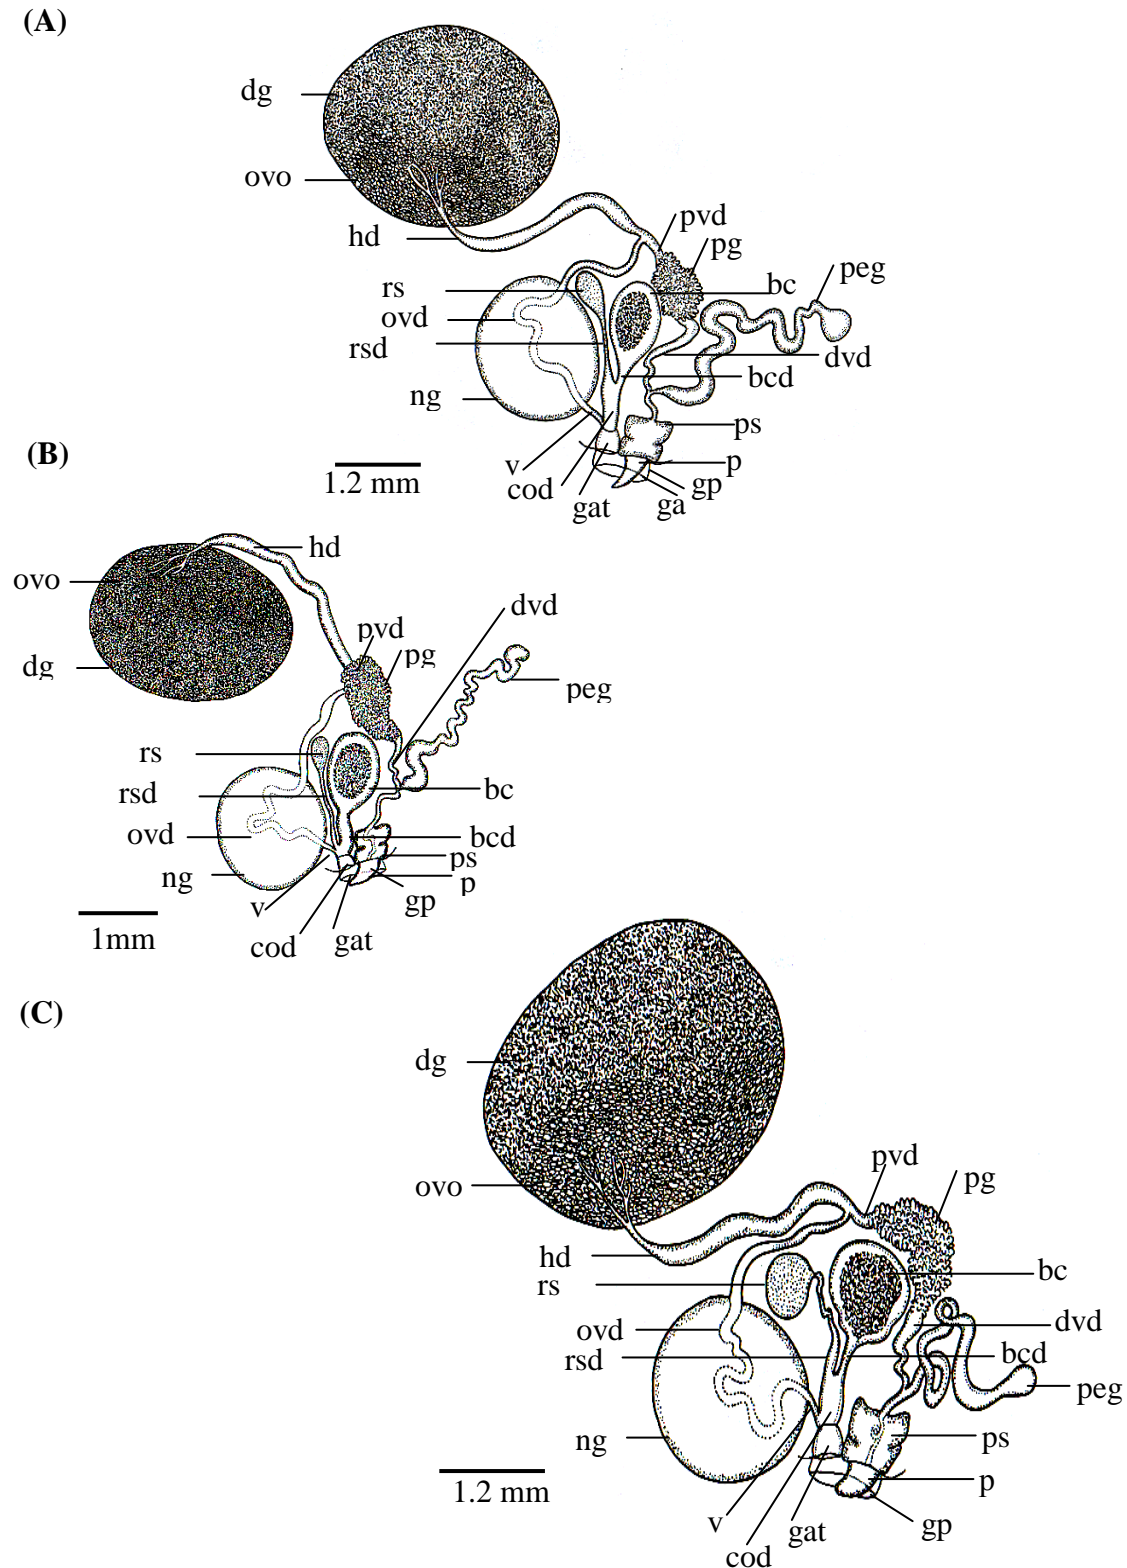 (A)
dg
ovo
hd
pvd
pg
peg
bc
rs
ovd
rsd
dvd
bcd
ng
ps
v
p
cod
gp
gat
ga
1.2 mm
(B)
hd
ovo
dvd
pvd
pg
dg
peg
rs
rsd
bc
ovd
bcd
ps
ng
p
v
gp
cod
gat
1mm
(C)
dg
pvd
pg
ovo
hd
rs
bc
ovd
dvd
rsd
bcd
peg
ng
ps
p
1.2 mm
v
gat
gp
cod